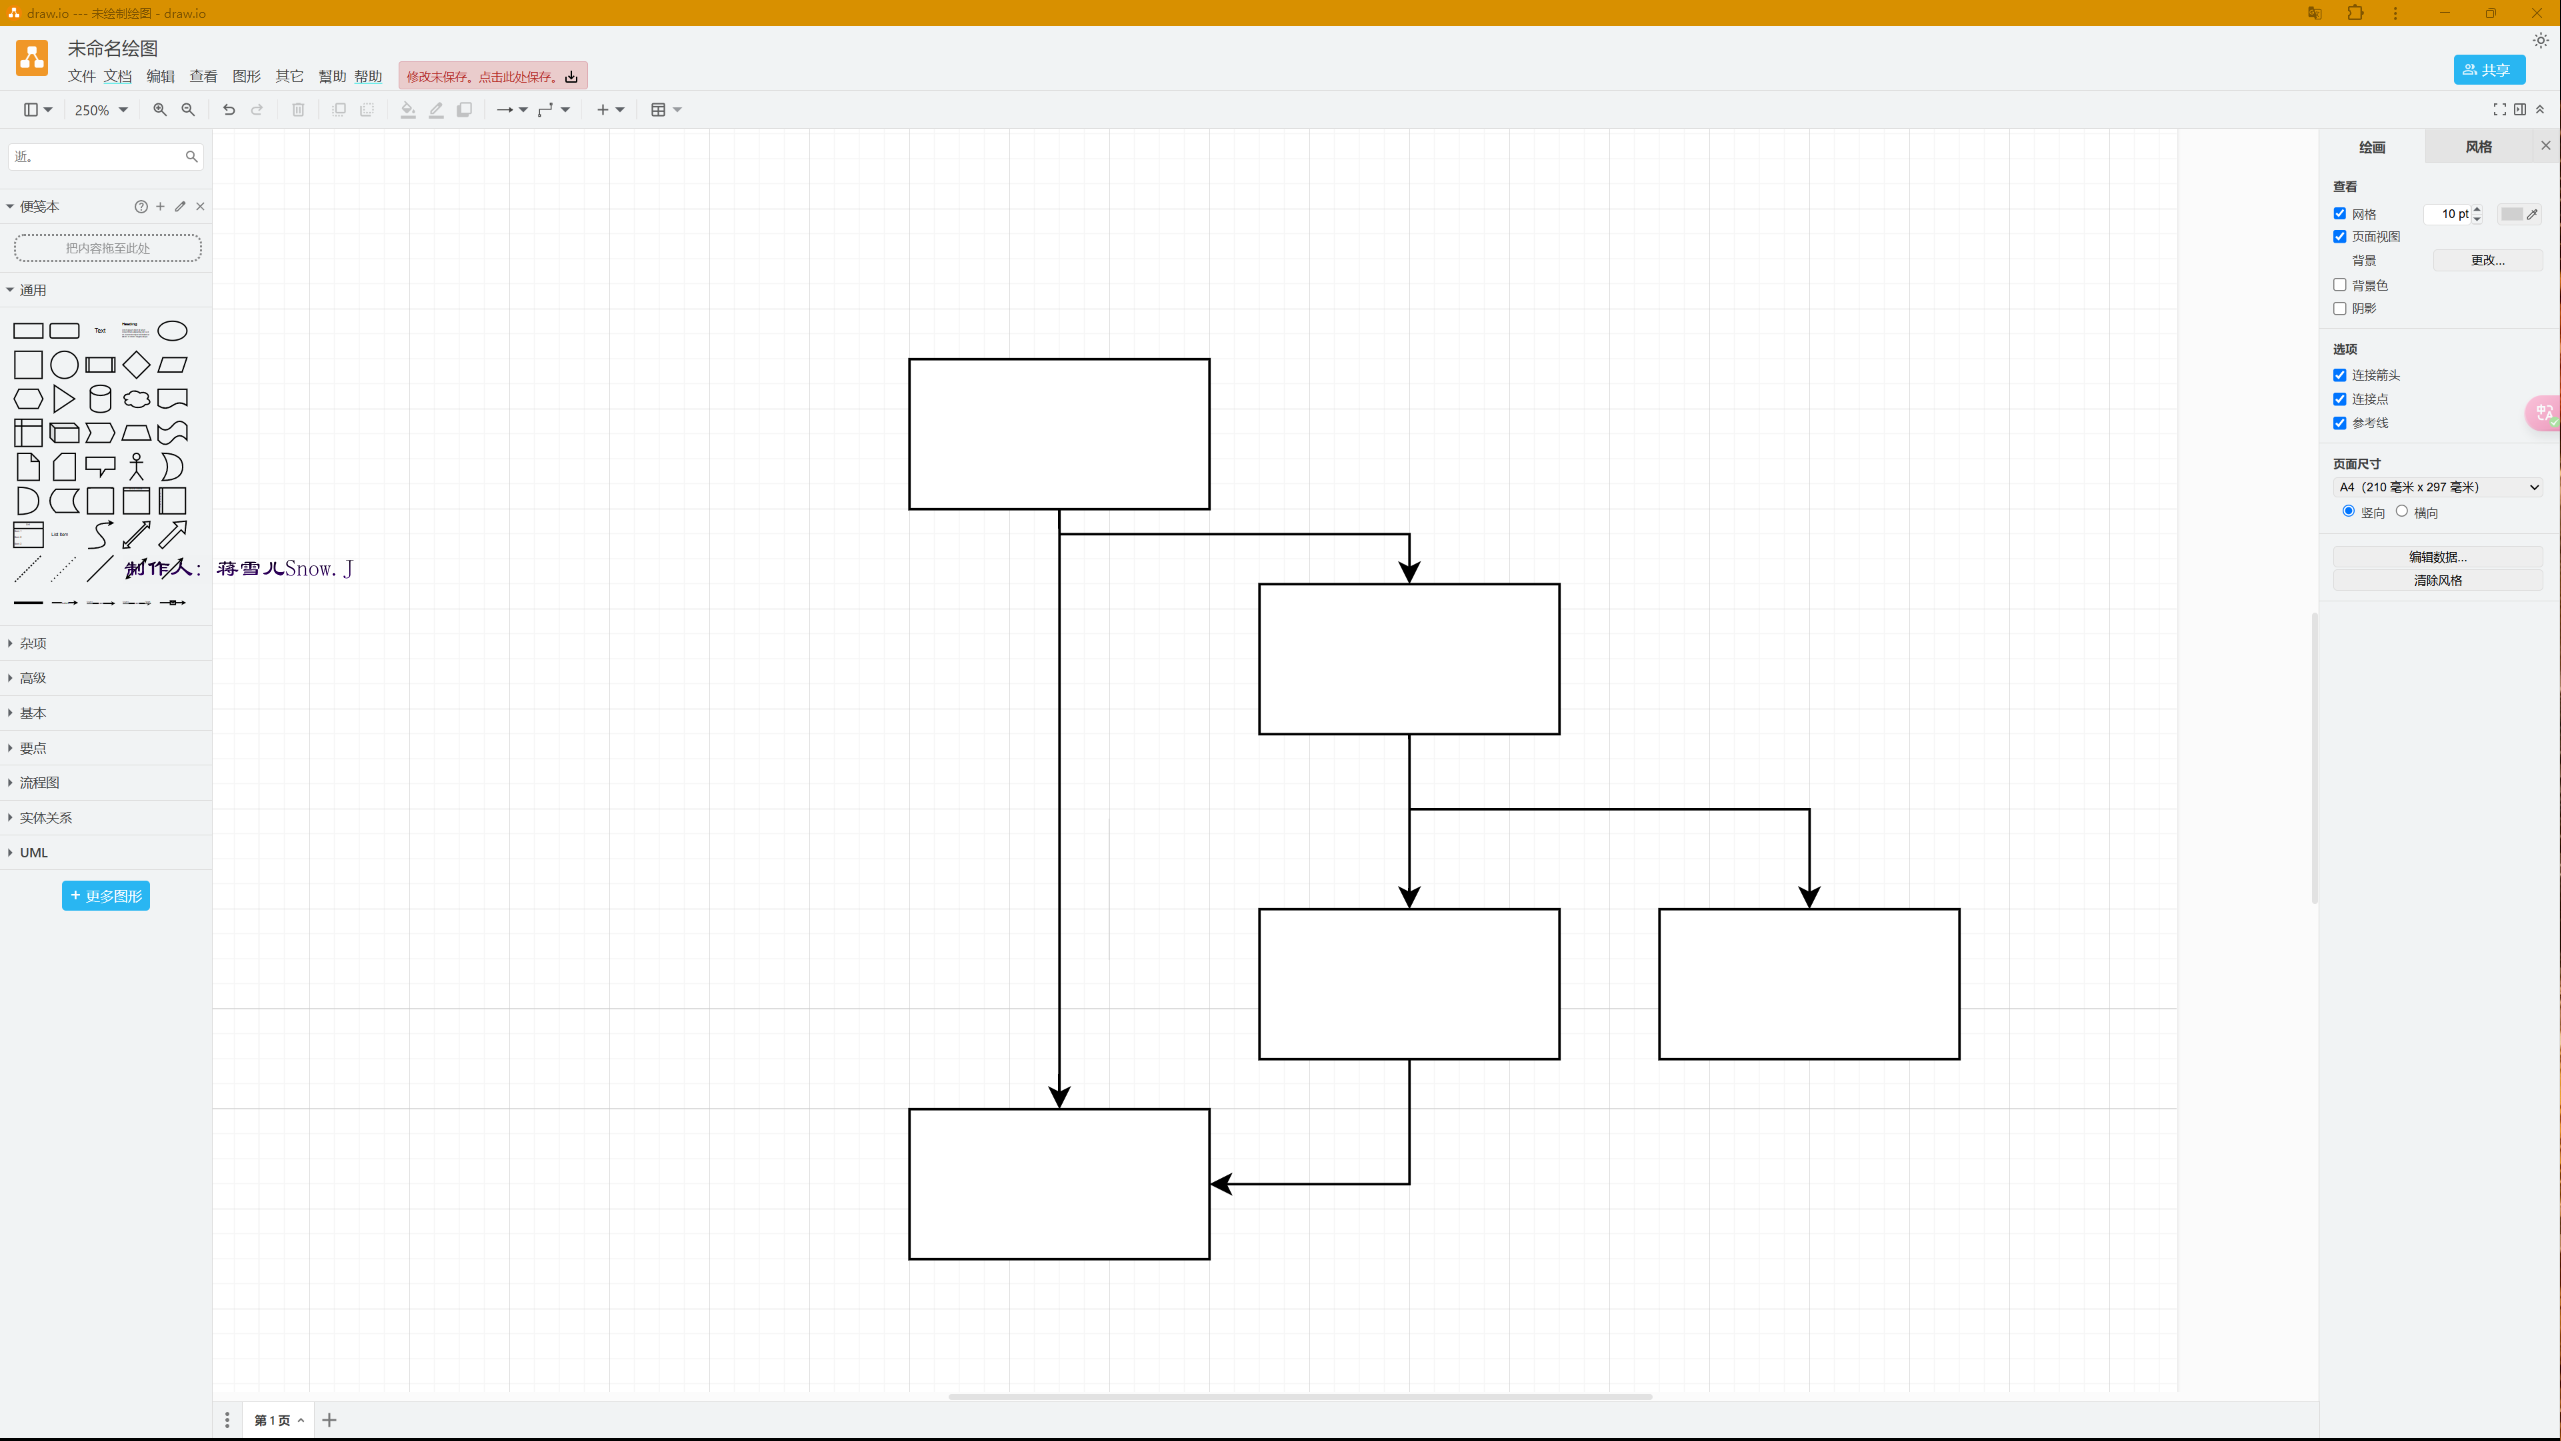 draw.io --- 未绘制绘图 - draw.io
未命名绘图
文件 文档 编辑 查看 图形 其它 幫助 帮助 修改未保存。点击此处保存。
共享
250%
逝。
便笺本
把内容拖至此处
通用
Text
Heading
List Item
制作人：蒋雪儿Snow.J
杂项
高级
基本
要点
流程图
实体关系
UML
+ 更多图形
第 1 页
绘画 风格
查看
网格 10 pt
页面视图
背景 更改...
背景色
阴影
选项
连接箭头
连接点
参考线
页面尺寸
A4（210 毫米 x 297 毫米）
竖向 横向
编辑数据...
清除风格